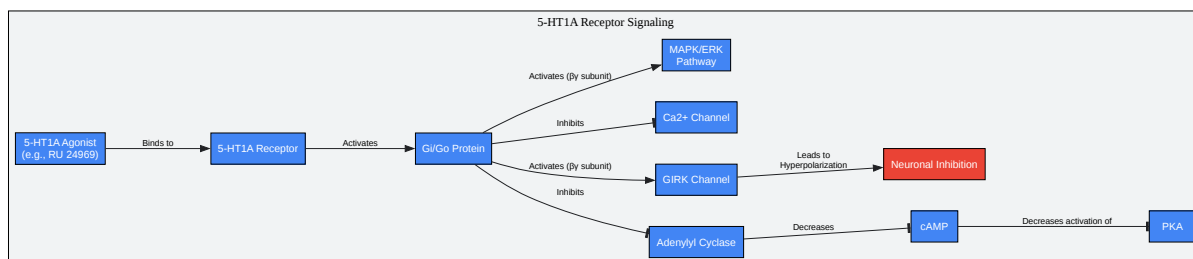 5-HT1A Receptor Signaling
MAPK/ERK
Pathway
Activates (βγ subunit)
Ca2+ Channel
Inhibits
5-HT1A Agonist
(e.g., RU 24969)
Binds to
5-HT1A Receptor
Activates
Gi/Go Protein
Leads to
Hyperpolarization
Neuronal Inhibition
Activates (βγ subunit)
GIRK Channel
Inhibits
Adenylyl Cyclase
Decreases
cAMP
Decreases activation of
PKA